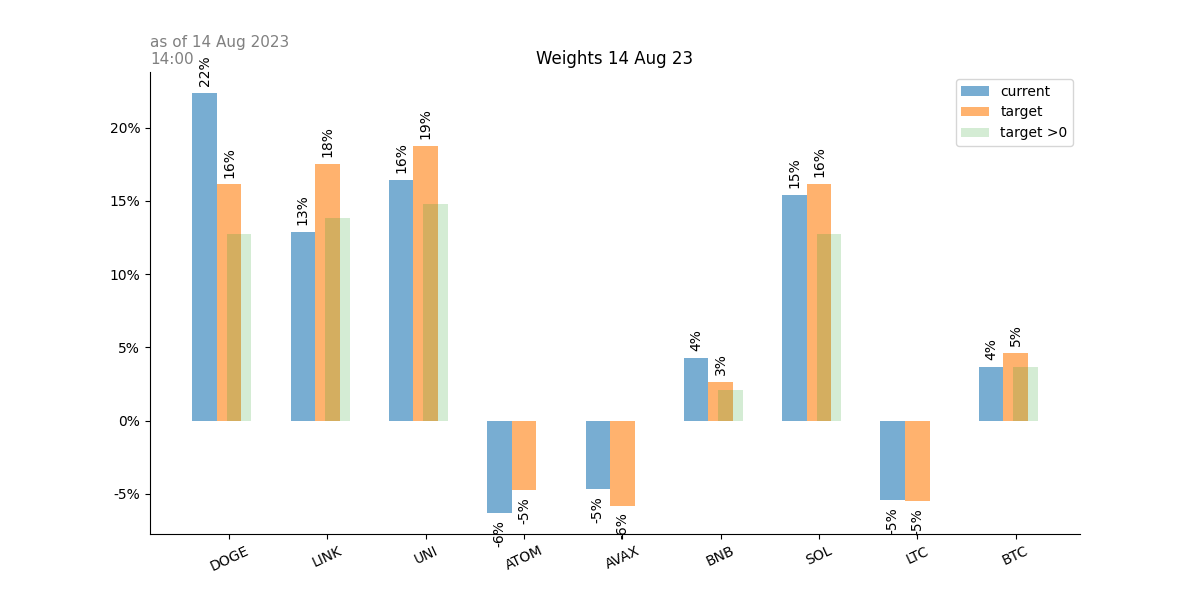 as of 14 Aug 2023
14:00
Weights 14 Aug 23
current
target
target >0
20%
15%
10%
5%
0%
-5%
22%
16%
13%
18%
16%
19%
-6%
-5%
-5%
-6%
4%
3%
15%
16%
-5%
-5%
4%
5%
DOGE
LINK
UNI
ATOM
AVAX
BNB
SOL
LTC
BTC